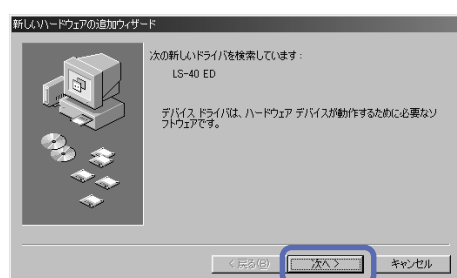 新しいハードウェアの追加ウィザード
次の新しいドライバを検索しています:
LS-40 ED
デバイス ドライバは、ハードウェア デバイスが動作するために必要なソ
フトウェアです。
< 戻る(B)
次へ >
キャンセル